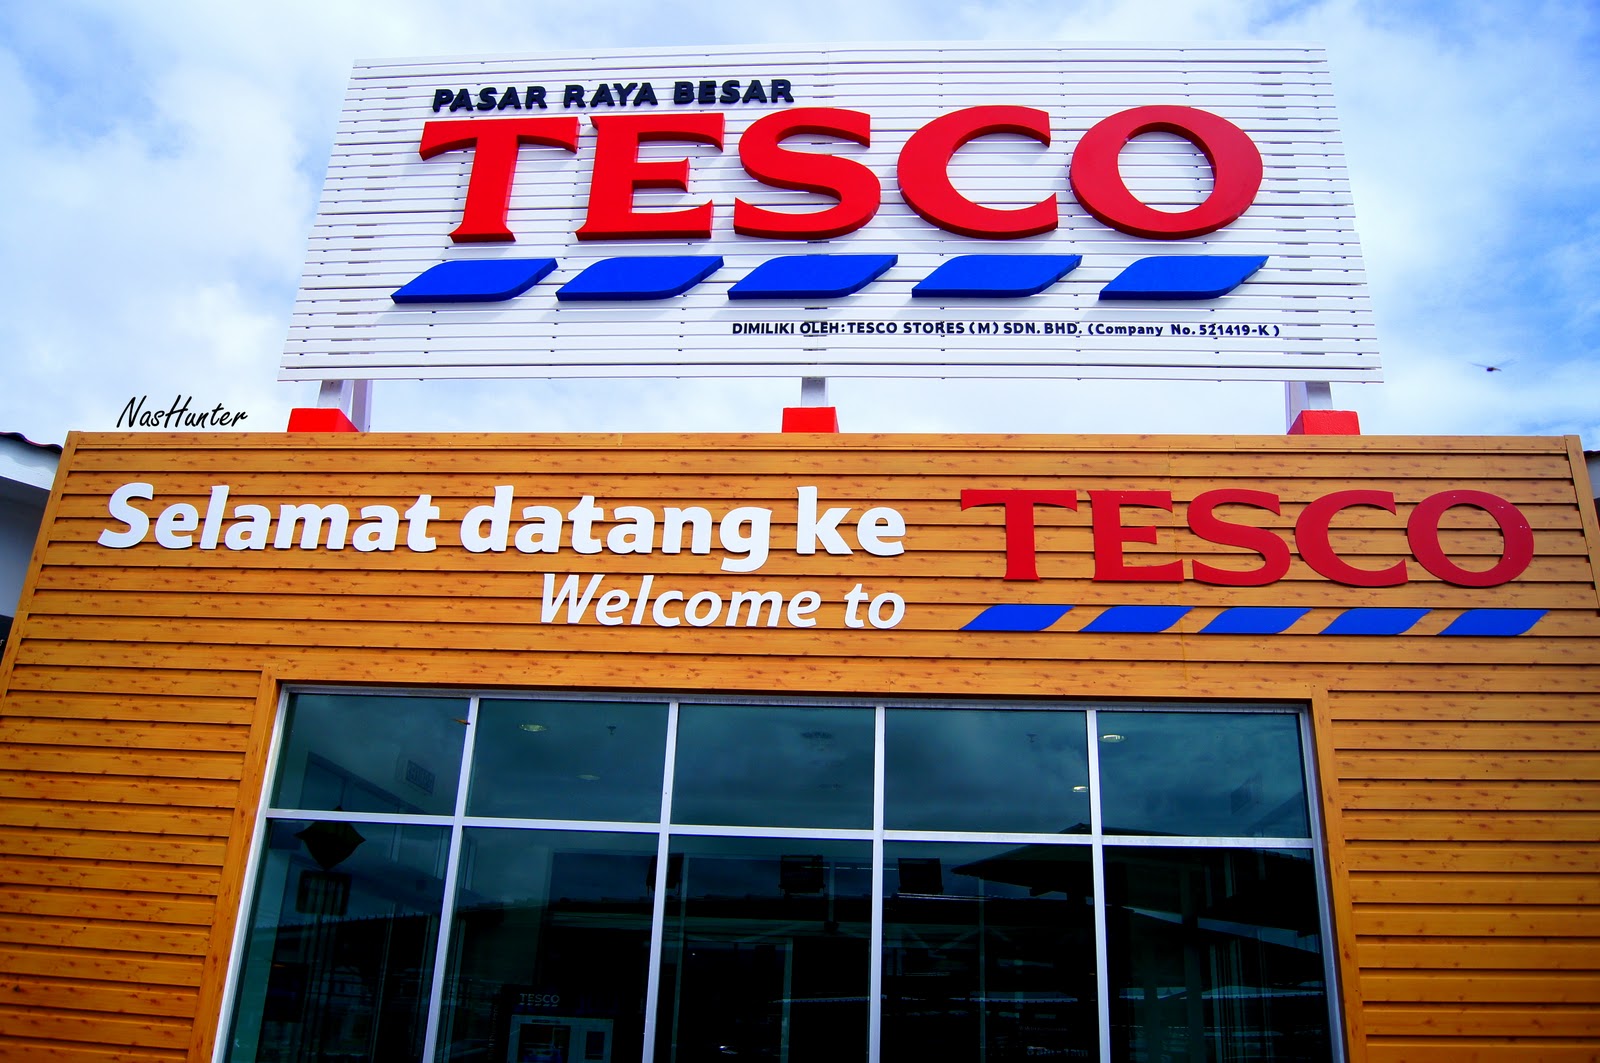 PASAR RAYA BESAR
TESCO
DIMILIKI OLEH: TESCO STORES (M) SDN. BHD. (Company No. 521419-K)
NasHunter
Selamat datang ke TESCO
Welcome to
TESCO